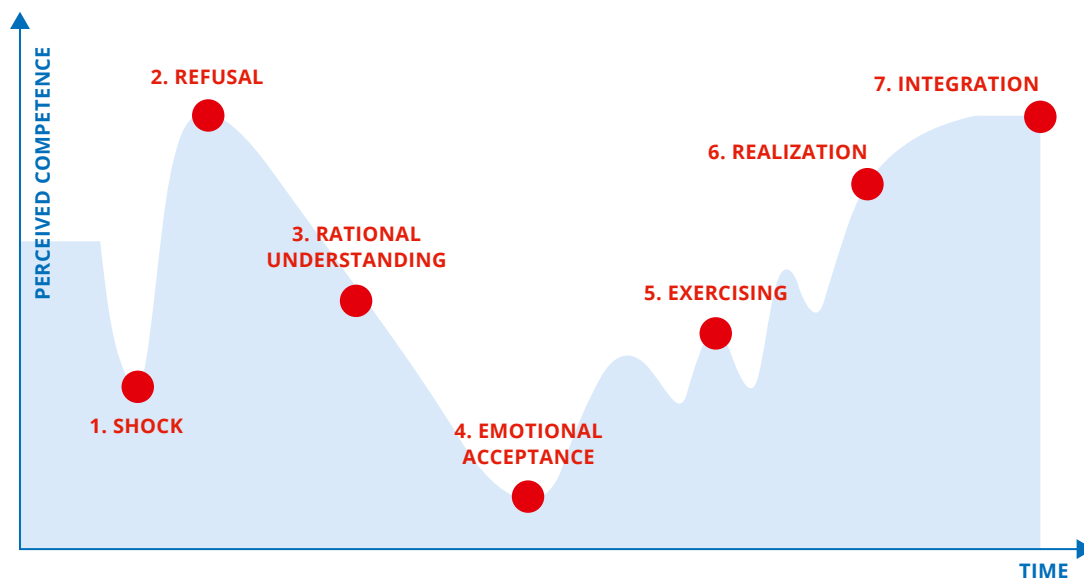 PERCEIVED COMPETENCE
2. REFUSAL
7. INTEGRATION
6. REALIZATION
3. RATIONAL
UNDERSTANDING
5. EXERCISING
1. SHOCK
4. EMOTIONAL
ACCEPTANCE
TIME